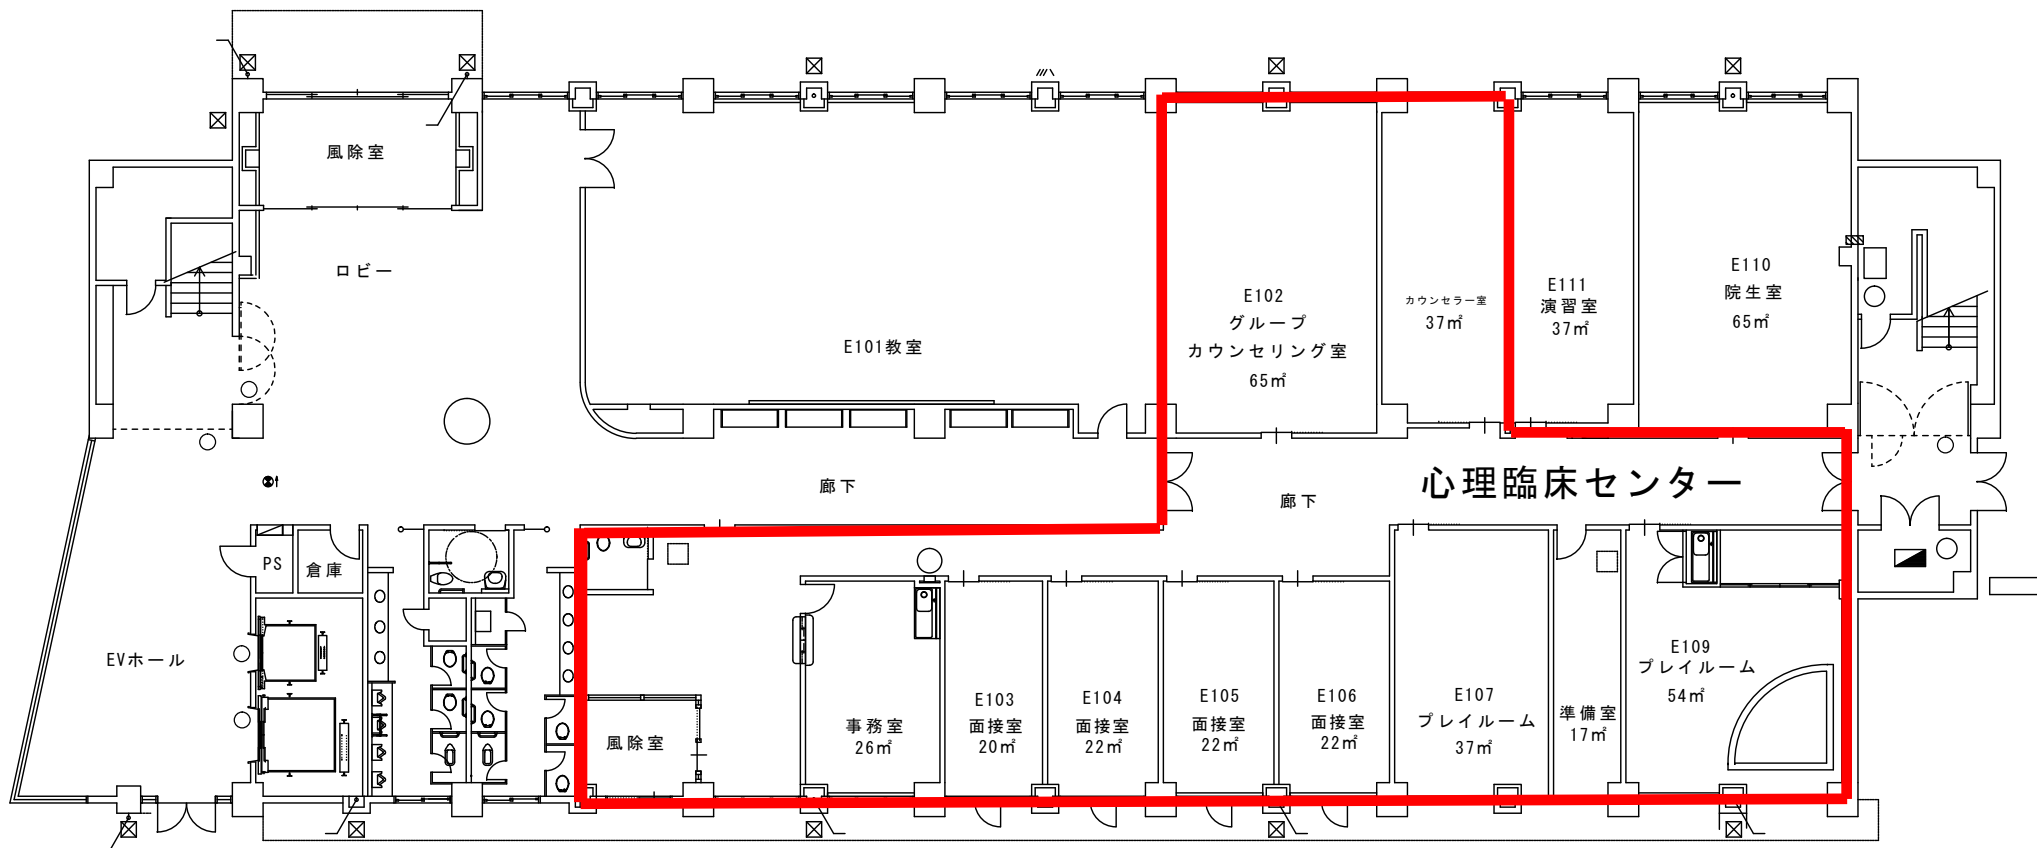 風除室
ロビー
E101教室
E102
グループ
カウンセリング室
65㎡
カウンセラー室
37㎡
E111
演習室
37㎡
E110
院生室
65㎡
廊下
廊下
心理臨床センター
PS
倉庫
EVホール
風除室
事務室
26㎡
E103
面接室
20㎡
E104
面接室
22㎡
E105
面接室
22㎡
E106
面接室
22㎡
E107
プレイルーム
37㎡
準備室
17㎡
E109
プレイルーム
54㎡